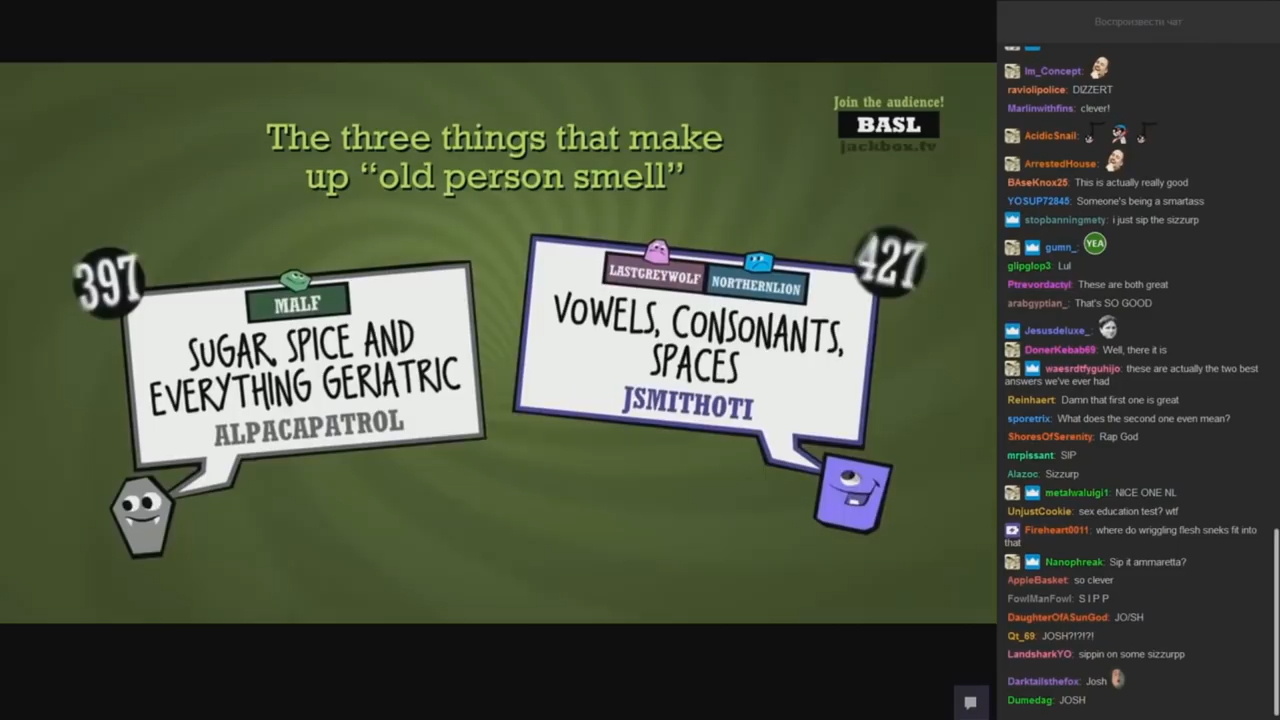 Join the audience!
BASL
jackbox.tv
The three things that make
up “old person smell”
397
MALF
SUGAR, SPICE AND
EVERYTHING GERIATRIC
ALPACAPATROL
427
LASTGREYWOLF
NORTHERNLION
VOWELS, CONSONANTS,
SPACES
JSMITHOTI
Воспроизвести чат
Im_Concept:
raviolipolice: DIZZERT
Marlinwithfins: clever!
AcidicSnail:
ArrestedHouse:
BAseKnox25: This is actually really good
YOSUP72845: Someone's being a smartass
stopbanningmety: i just sip the sizzurp
gumn_: YEA
glipglop3: Lul
Ptrevordactyl: These are both great
arabgyptian_: That's SO GOOD
Jesusdeluxe_:
DonerKebab69: Well, there it is
waesrdtfyguhijo: these are actually the two best
answers we've ever had
Reinhaert: Damn that first one is great
sporetrix: What does the second one even mean?
ShoresOfSerenity: Rap God
mrpissant: SIP
Alazoc: Sizzurp
metalwaluigi1: NICE ONE NL
UnjustCookie: sex education test? wtf
Fireheart0011: where do wriggling flesh sneks fit into
that
Nanophreak: Sip it ammaretta?
AppleBasket: so clever
FowlManFowl: S I P P
DaughterOfASunGod: JO/SH
Qt_69: JOSH?!?!?!
LandsharkYO: sippin on some sizzurpp
Darktailsthefox: Josh
Dumedag: JOSH